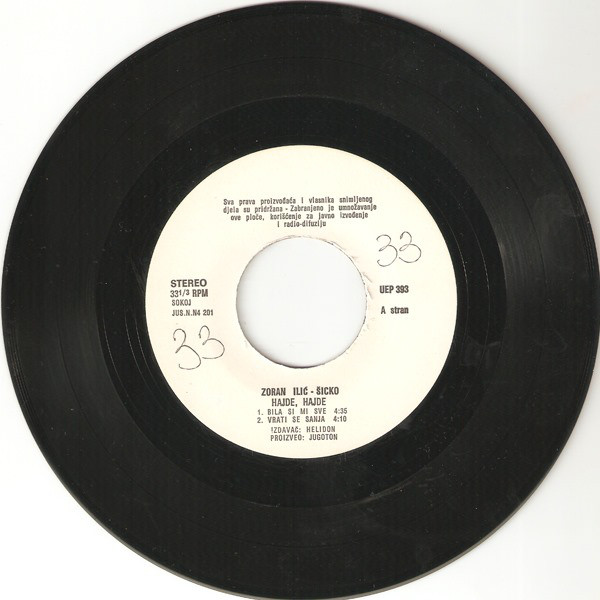 Sva prava proizvođača i vlasnika snimljenog
djela su pridržana - Zabranjeno je umnožavanje
ove ploče, korišćenje za javno izvođenje
i radio-difuziju
33
STEREO
33 1/3 RPM
SOKOJ
JUS.N.N4 201
UEP 393
A stran
33
ZORAN ILIĆ - ŠICKO
HAJDE, HAJDE
1. BILA SI MI SVE 4:35
2. VRATI SE SANJA 4:10
IZDAVAČ: HELIDON
PROIZVEO: JUGOTON